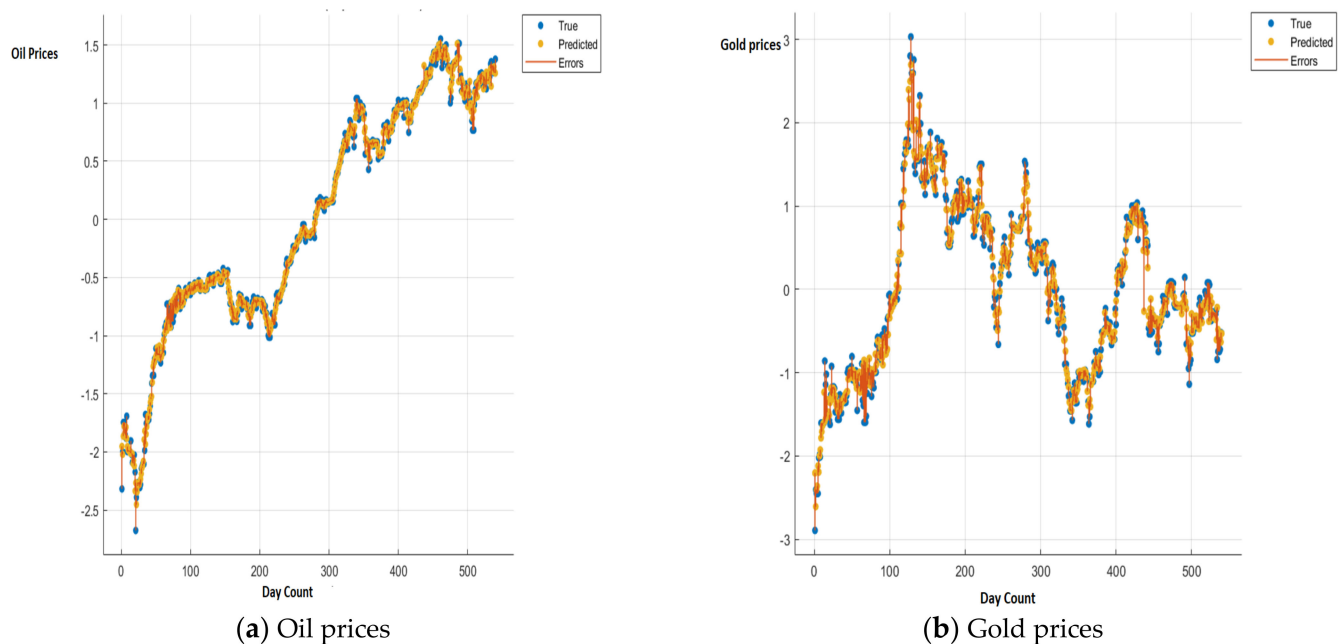 Oil Prices
1.5
1
0.5
0
-0.5
-1
-1.5
-2
-2.5
0 100 200 300 400 500
Day Count
True
Predicted
Errors
(a) Oil prices
Gold prices
3
2
1
0
-1
-2
-3
0 100 200 300 400 500
Day Count
True
Predicted
Errors
(b) Gold prices